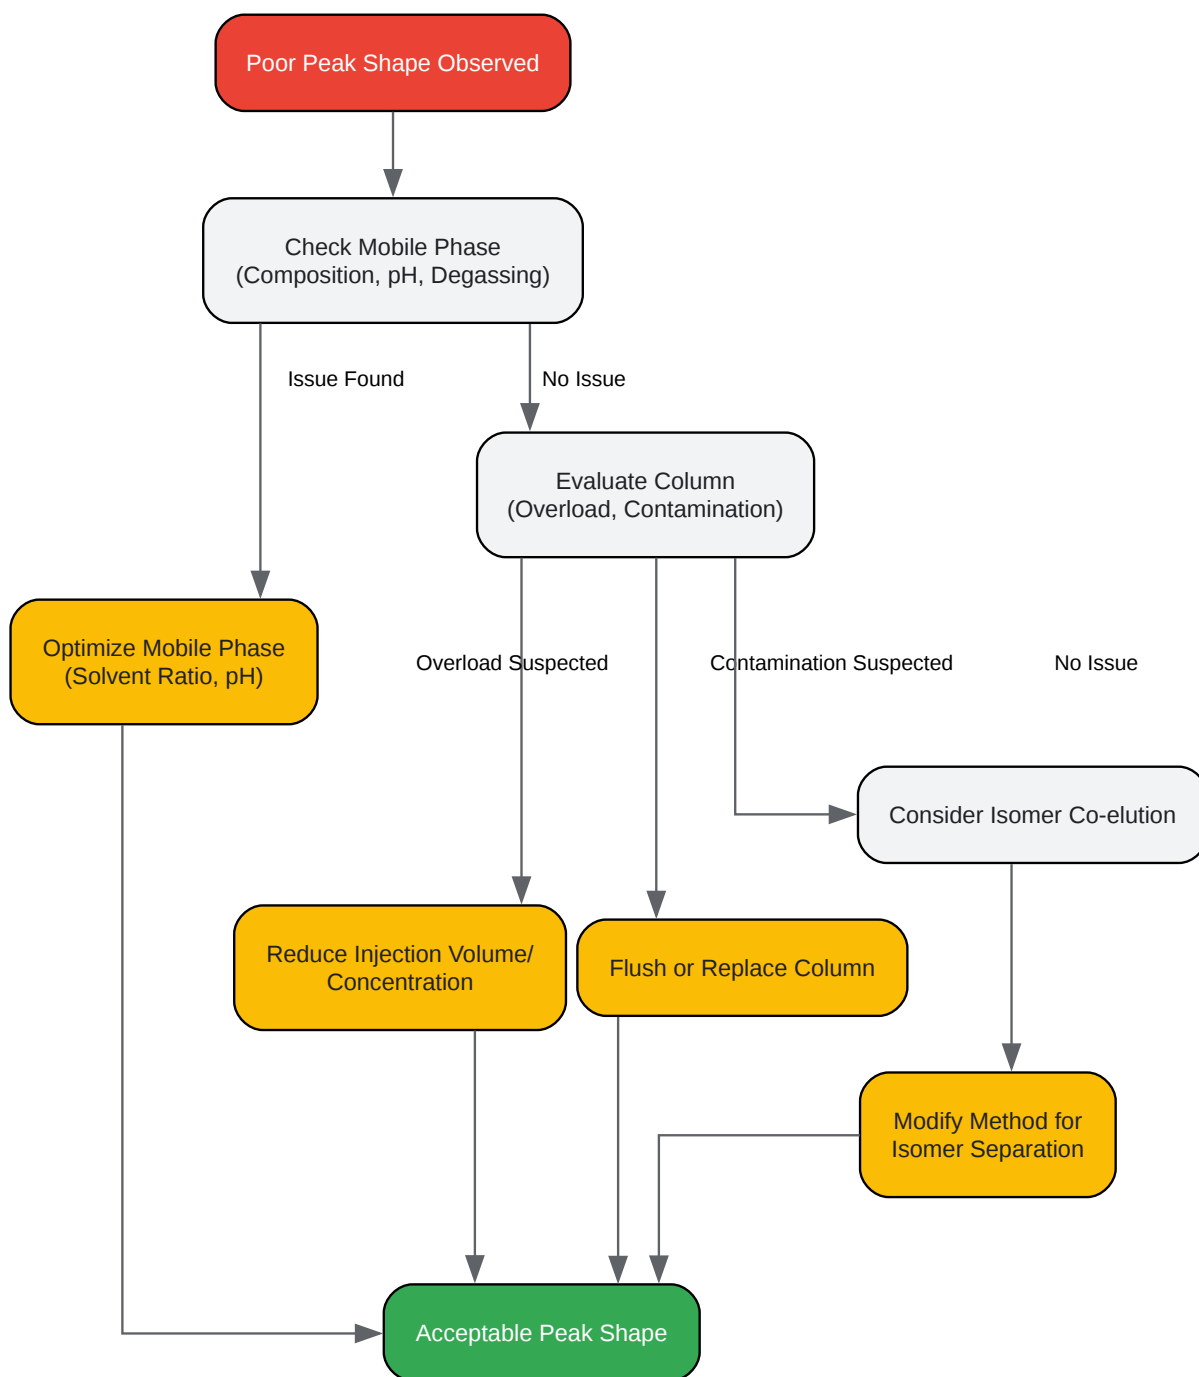 Poor Peak Shape Observed
Check Mobile Phase
(Composition, pH, Degassing)
Issue Found
No Issue
Evaluate Column
(Overload, Contamination)
Optimize Mobile Phase
(Solvent Ratio, pH)
Overload Suspected
Contamination Suspected
No Issue
Consider Isomer Co-elution
Reduce Injection Volume/
Concentration
Flush or Replace Column
Modify Method for
Isomer Separation
Acceptable Peak Shape